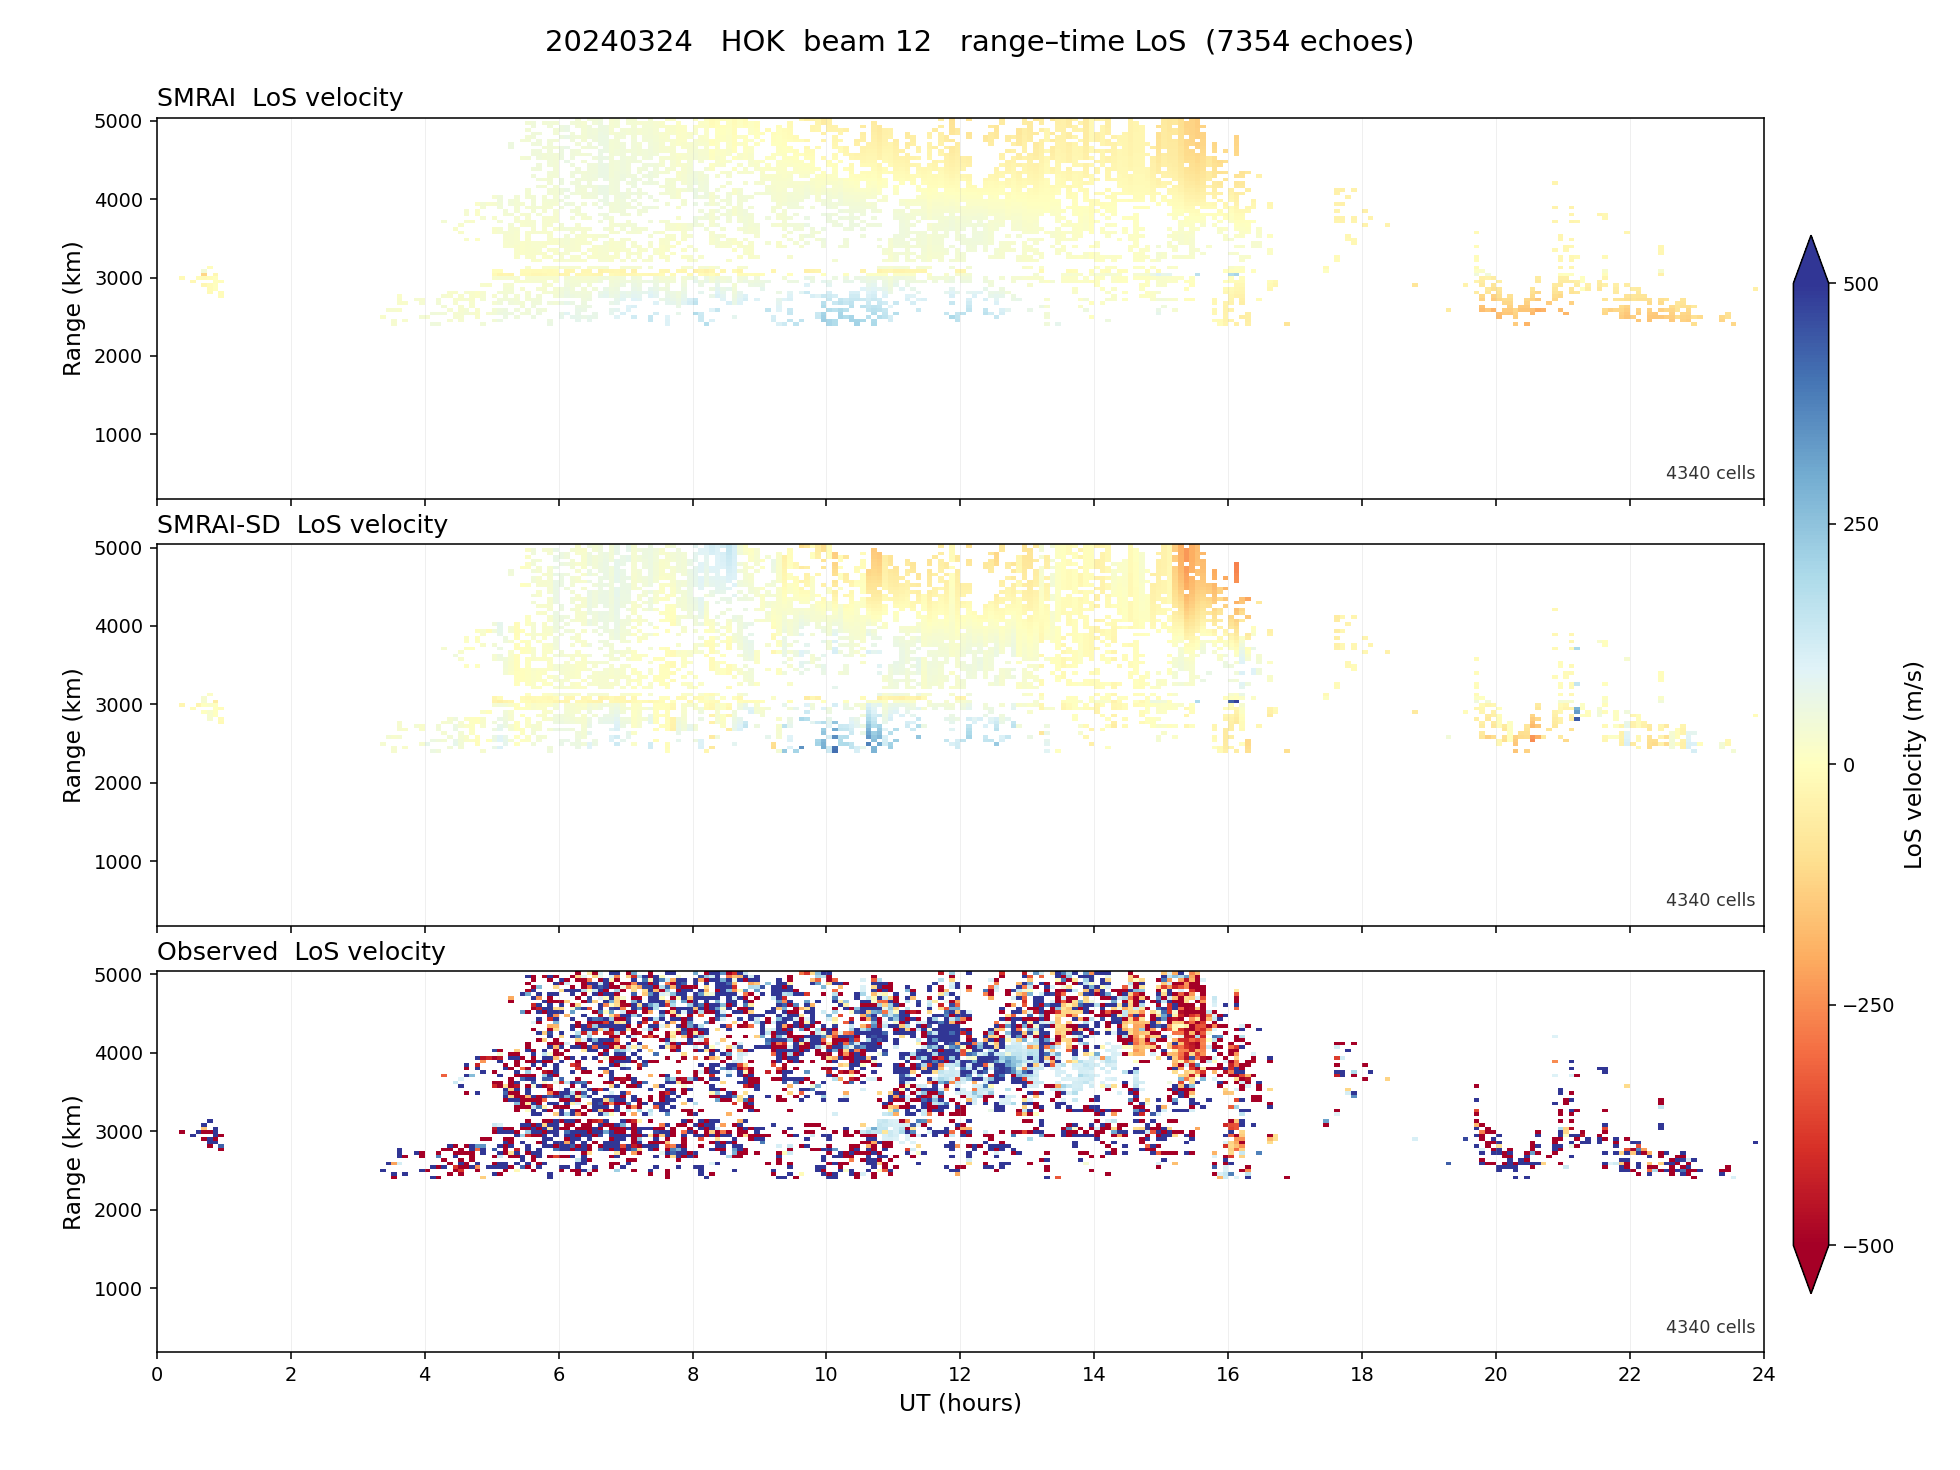 20240324   HOK  beam 12   range–time LoS  (7354 echoes)
SMRAI  LoS velocity
5000
4000
3000
2000
1000
Range (km)
4340 cells
SMRAI-SD  LoS velocity
5000
4000
3000
2000
1000
Range (km)
4340 cells
Observed  LoS velocity
5000
4000
3000
2000
1000
Range (km)
4340 cells
0 2 4 6 8 10 12 14 16 18 20 22 24
UT (hours)
500
250
0
−250
−500
LoS velocity (m/s)